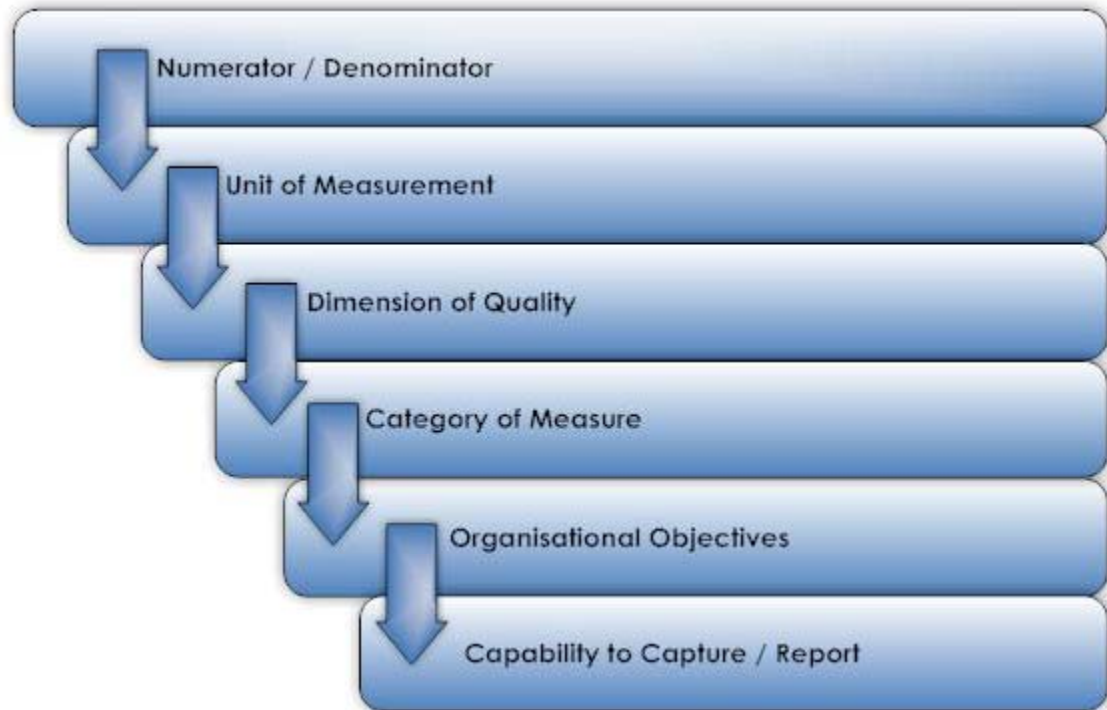 Numerator / Denominator
Unit of Measurement
Dimension of Quality
Category of Measure
Organisational Objectives
Capability to Capture / Report